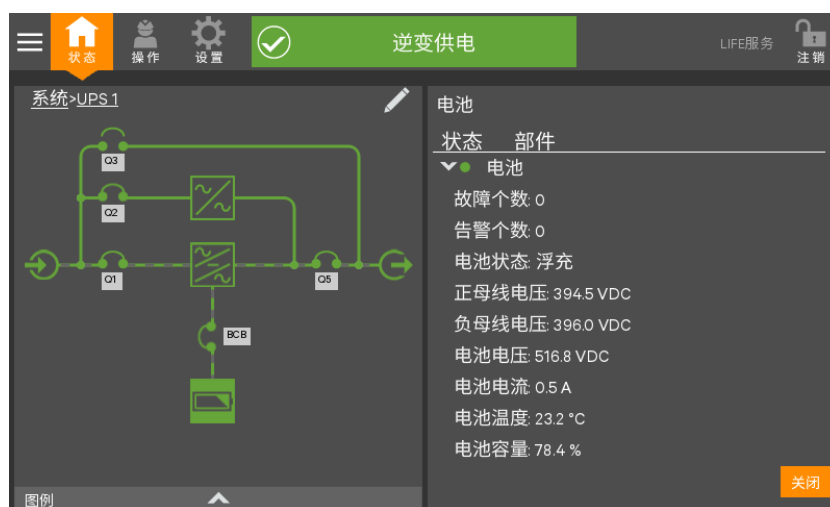 状态
操作
设置
逆变供电
LIFE服务
注销
系统>UPS 1
Q3
Q2
Q1
Q5
BCB
图例
电池
状态 部件
电池
故障个数: 0
告警个数: 0
电池状态: 浮充
正母线电压: 394.5 VDC
负母线电压: 396.0 VDC
电池电压: 516.8 VDC
电池电流: 0.5 A
电池温度: 23.2 °C
电池容量: 78.4 %
关闭